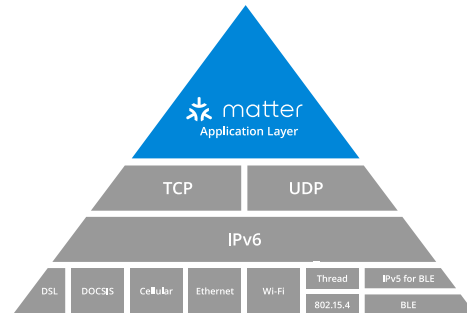 matter
Application Layer
TCP UDP
IPv6
Thread IPv5 for BLE
DSL DOCSIS Cellular Ethernet Wi-Fi
802.15.4 BLE